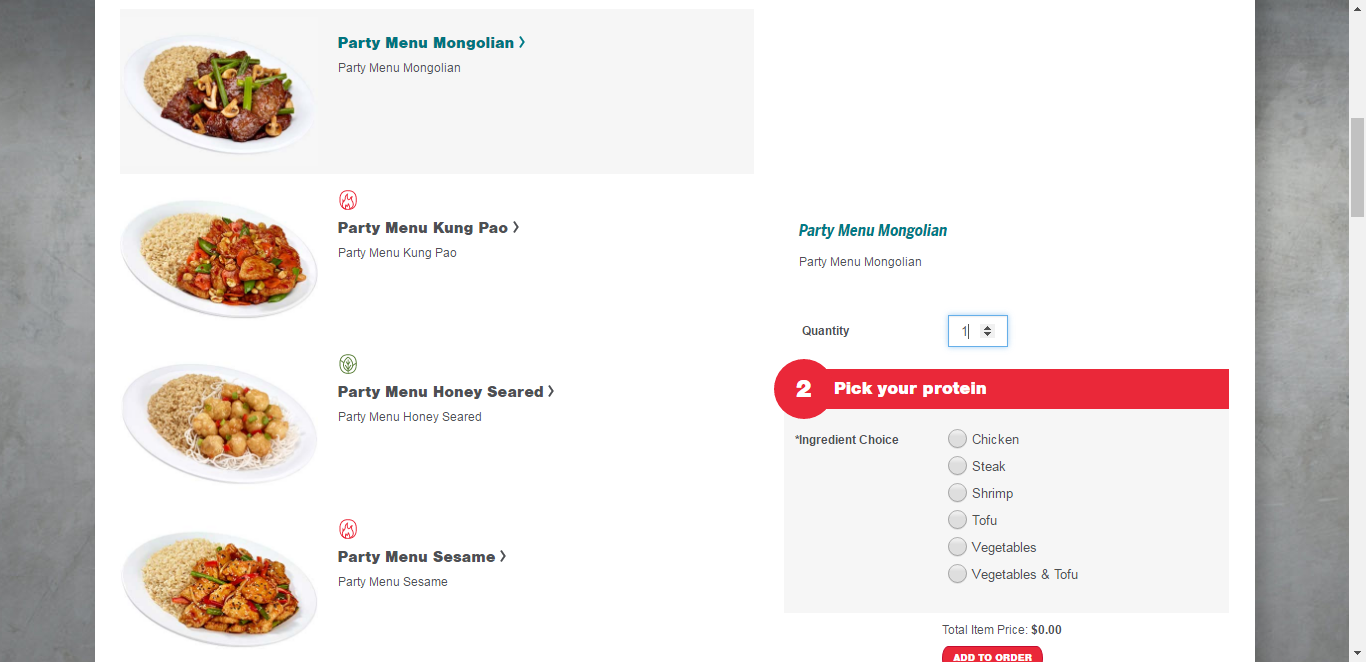 Party Menu Mongolian
Party Menu Mongolian
Party Menu Kung Pao
Party Menu Kung Pao
Party Menu Honey Seared
Party Menu Honey Seared
Party Menu Sesame
Party Menu Sesame
Party Menu Mongolian
Party Menu Mongolian
Quantity 1
2 Pick your protein
*Ingredient Choice
Chicken
Steak
Shrimp
Tofu
Vegetables
Vegetables & Tofu
Total Item Price: $0.00
ADD TO ORDER